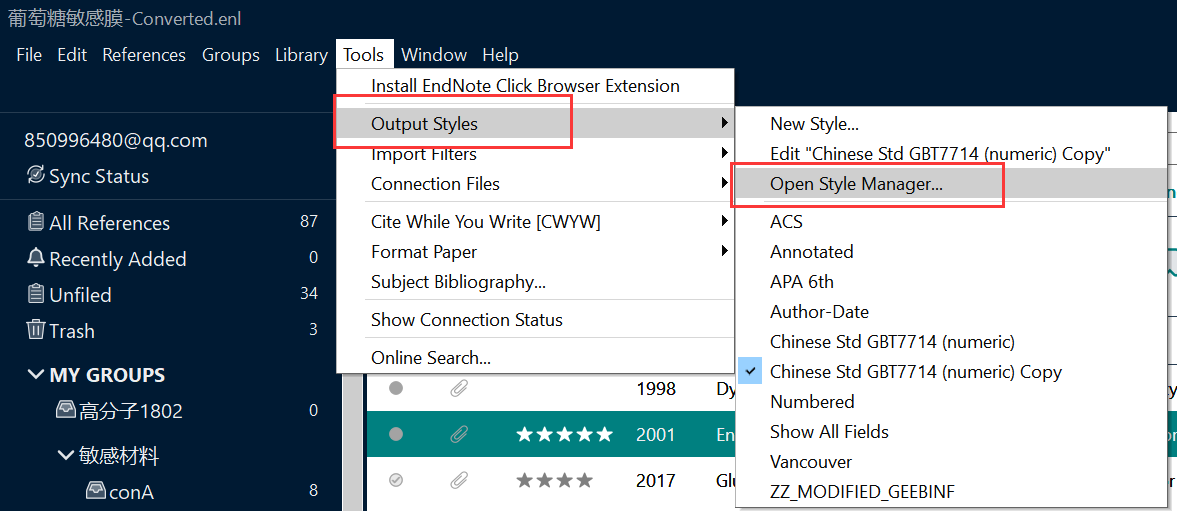 葡萄糖敏感膜-Converted.enl
File Edit References Groups Library Tools Window Help
Install EndNote Click Browser Extension
Output Styles
Import Filters
Connection Files
Cite While You Write [CWYW]
Format Paper
Subject Bibliography...
Show Connection Status
Online Search...
New Style...
Edit "Chinese Std GBT7714 (numeric) Copy"
Open Style Manager...
ACS
Annotated
APA 6th
Author-Date
Chinese Std GBT7714 (numeric)
Chinese Std GBT7714 (numeric) Copy
Numbered
Show All Fields
Vancouver
ZZ_MODIFIED_GEEBINF
850996480@qq.com
Sync Status
All References 87
Recently Added 0
Unfiled 34
Trash 3
MY GROUPS
高分子1802 0
敏感材料
conA 8
1998 Dy
2001 En
2017 Glu